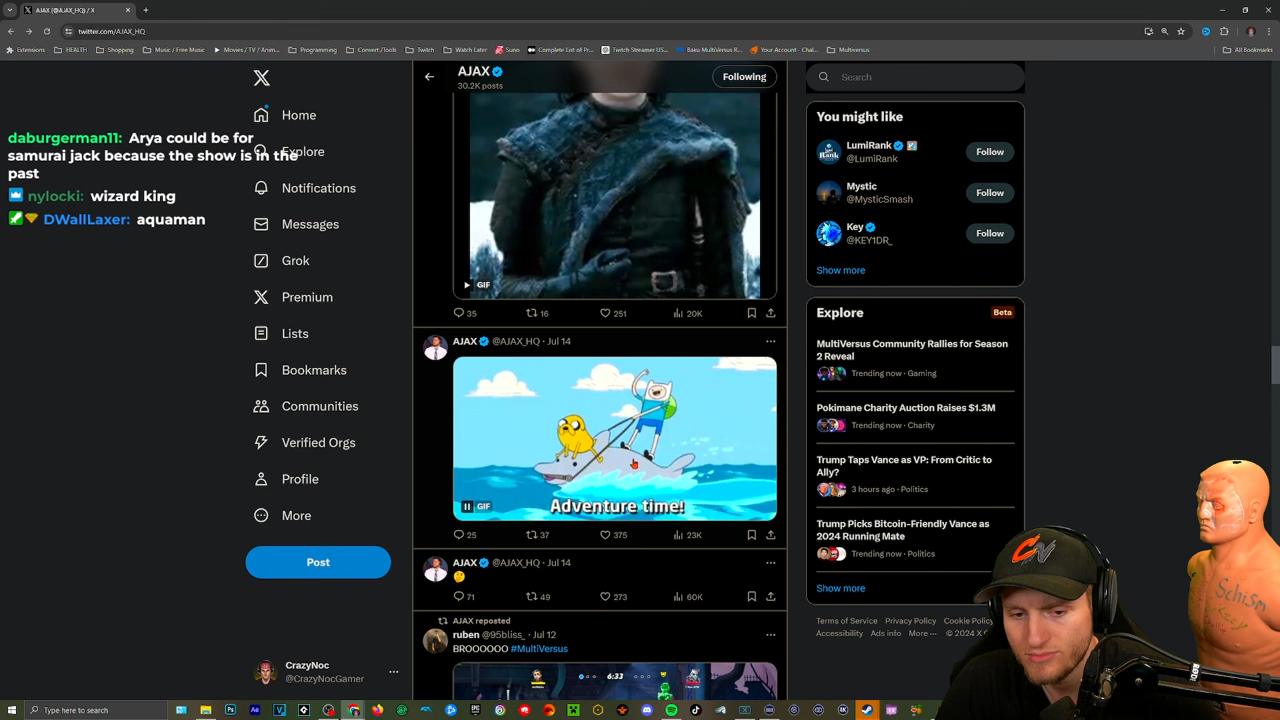 AJAX (@AJAX_HQ) / X
twitter.com/AJAX_HQ
Extensions
HEALTH
Shopping
Music / Free Music
Movies / TV / Anim...
Programming
Convert /Tools
Twitch
Watch Later
Suno
Complete List of Pr...
Twitch Streamer US...
Baku MultiVersus R...
Your Account - Chal...
Multiversus
All Bookmarks
daburgerman11: Arya could be for
samurai jack because the show is in the
past
nylocki: wizard king
DWallLaxer: aquaman
Home
Explore
Notifications
Messages
Grok
Premium
Lists
Bookmarks
Communities
Verified Orgs
Profile
More
Post
CrazyNoc
@CrazyNocGamer
AJAX
30.2K posts
Following
GIF
35
16
251
20K
AJAX @AJAX_HQ · Jul 14
Adventure time!
GIF
25
37
375
23K
AJAX @AJAX_HQ · Jul 14
71
49
273
60K
AJAX reposted
ruben @95bliss_ · Jul 12
BROOOOOO #MultiVersus
6:33
Search
You might like
LumiRank
@LumiRank
Follow
Mystic
@MysticSmash
Follow
Key
@KEY1DR_
Follow
Show more
Explore
Beta
MultiVersus Community Rallies for Season
2 Reveal
Trending now · Gaming
Pokimane Charity Auction Raises $1.3M
Trending now · Charity
Trump Taps Vance as VP: From Critic to
Ally?
3 hours ago · Politics
Trump Picks Bitcoin-Friendly Vance as
2024 Running Mate
Trending now · Politics
Show more
Terms of Service
Privacy Policy
Cookie Policy
Accessibility
Ads info
More ···
© 2024 X C
Schism
Type here to search